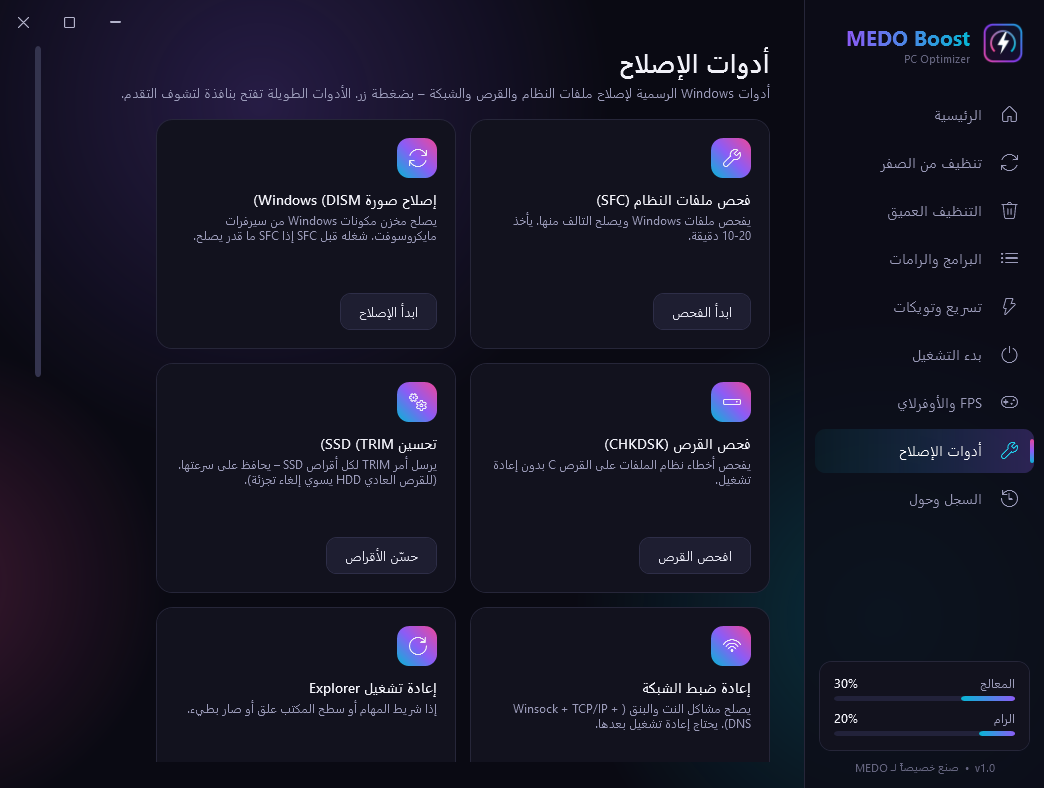 MEDO Boost
PC Optimizer
الرئيسية
تنظيف من الصفر
التنظيف العميق
البرامج والرامات
تسريع وتويكات
بدء التشغيل
FPS والأوفرلاي
أدوات الإصلاح
السجل وحول
المعالج 30%
الرام 20%
v1.0 • صنع خصيصاً لـ MEDO
أدوات الإصلاح
أدوات Windows الرسمية لإصلاح ملفات النظام والقرص والشبكة – بضغطة زر. الأدوات الطويلة تفتح بنافذة لتشوف التقدم.
فحص ملفات النظام (SFC)
يفحص ملفات Windows ويصلح التالف منها. يأخذ
10-20 دقيقة.
ابدأ الفحص
إصلاح صورة Windows (DISM)
يصلح مخزن مكونات Windows من سيرفرات
مايكروسوفت. شغله قبل SFC إذا SFC ما قدر يصلح.
ابدأ الإصلاح
فحص القرص (CHKDSK)
يفحص أخطاء نظام الملفات على القرص C بدون إعادة
تشغيل.
افحص القرص
تحسين SSD (TRIM)
يرسل أمر TRIM لكل أقراص SSD – يحافظ على سرعتها.
(للقرص العادي HDD يسوي إلغاء تجزئة).
حسّن الأقراص
إعادة ضبط الشبكة
يصلح مشاكل النت والبنق (Winsock + TCP/IP +
DNS). يحتاج إعادة تشغيل بعدها.
إعادة تشغيل Explorer
إذا شريط المهام أو سطح المكتب علق أو صار بطيء.